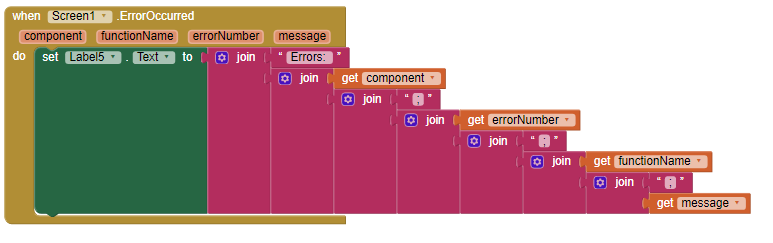 when Screen1 .ErrorOccurred
component functionName errorNumber message
do set Label5 . Text to join "Errors: "
join get component
join " ; "
join get errorNumber
join " ; "
join get functionName
join " ; "
get message